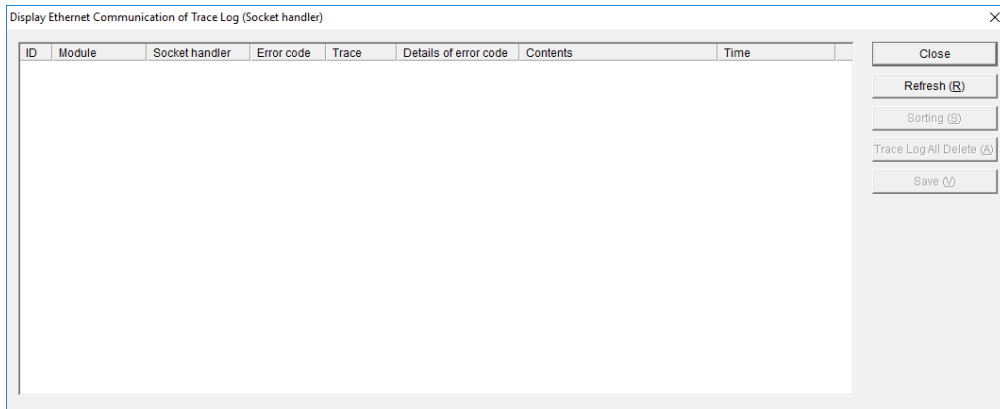 Display Ethernet Communication of Trace Log (Socket handler)
ID Module Socket handler Error code Trace Details of error code Contents Time
Close
Refresh (R)
Sorting (S)
Trace Log All Delete (A)
Save (V)